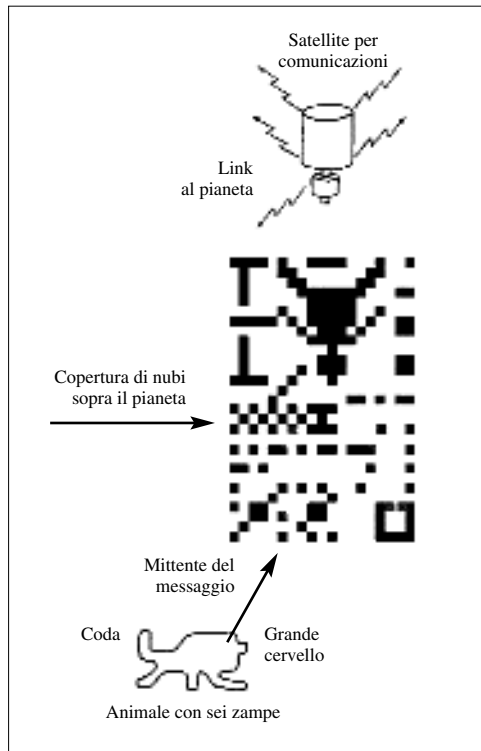 Satellite per
comunicazioni
Link
al pianeta
Copertura di nubi
sopra il pianeta
Mittente del
messaggio
Coda
Grande
cervello
Animale con sei zampe